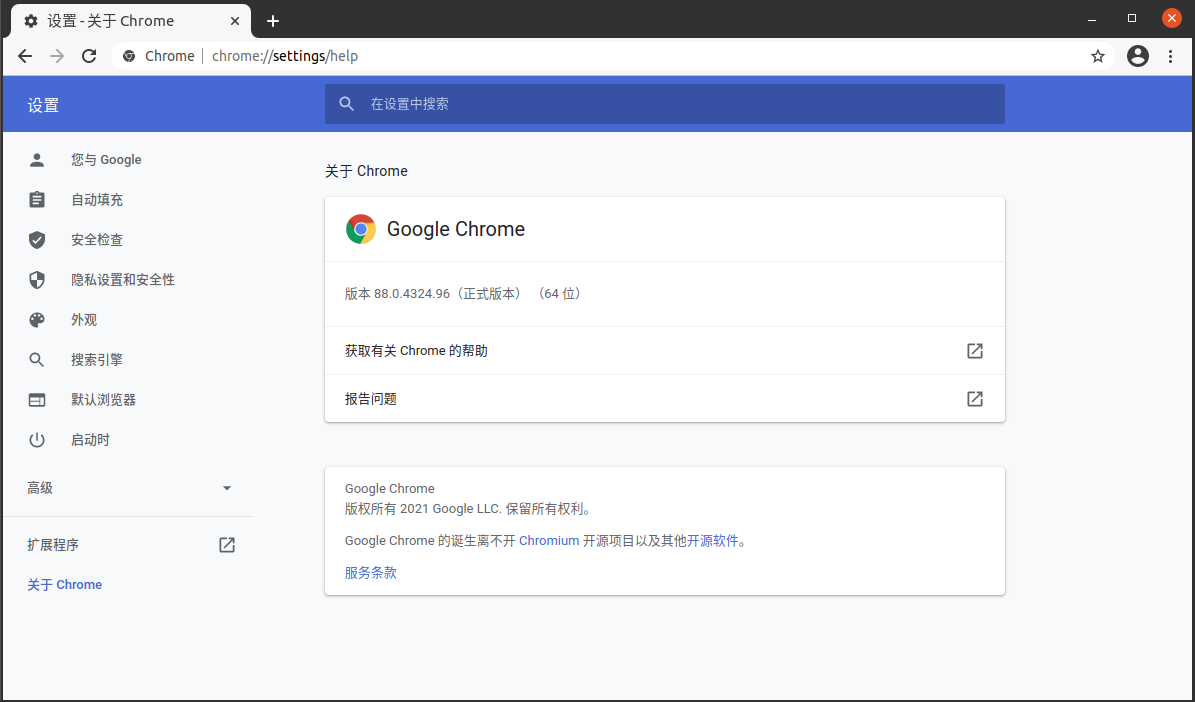 设置 - 关于 Chrome
Chrome | chrome://settings/help
设置
在设置中搜索
您与 Google
自动填充
安全检查
隐私设置和安全性
外观
搜索引擎
默认浏览器
启动时
高级
扩展程序
关于 Chrome
关于 Chrome
Google Chrome
版本 88.0.4324.96（正式版本） （64 位）
获取有关 Chrome 的帮助
报告问题
Google Chrome
版权所有 2021 Google LLC. 保留所有权利。
Google Chrome 的诞生离不开 Chromium 开源项目以及其他开源软件。
服务条款